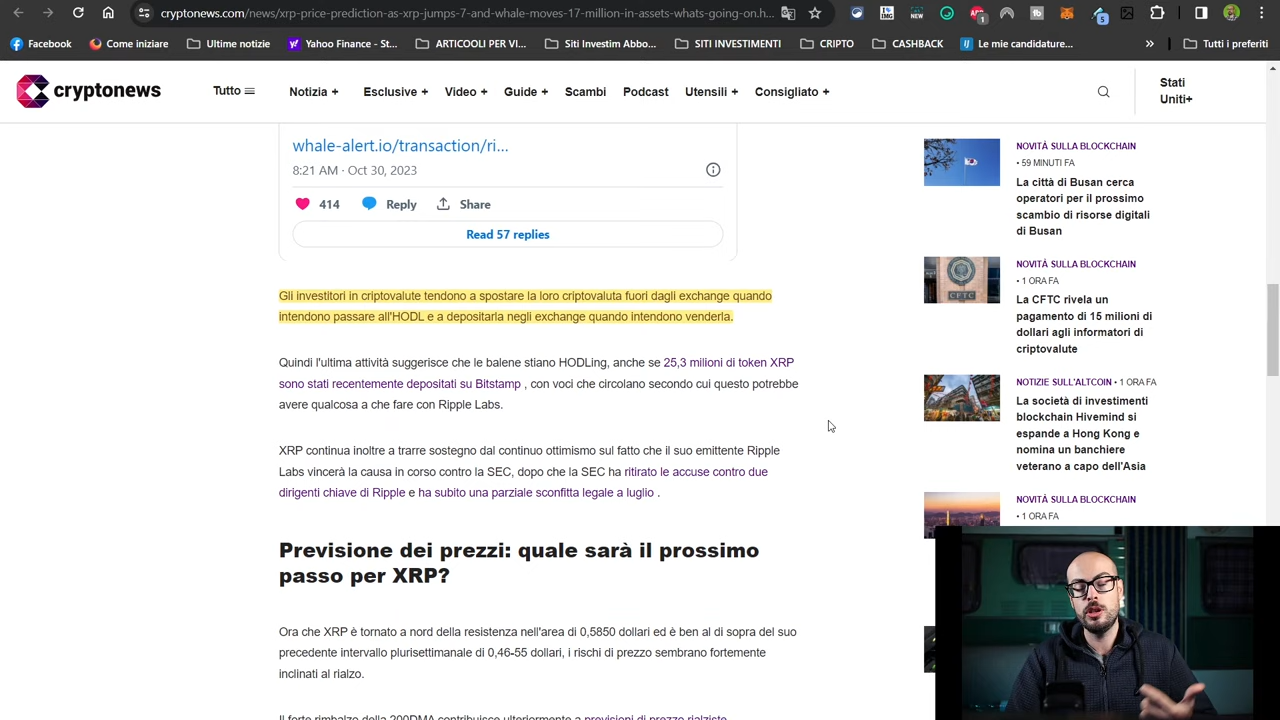 cryptonews.com/news/xrp-price-prediction-as-xrp-jumps-7-and-whale-moves-17-million-in-assets-whats-going-on.h...
Facebook
Come iniziare
Ultime notizie
Yahoo Finance - St...
ARTICOOLI PER VI...
Siti Investim Abbo...
SITI INVESTIMENTI
CRIPTO
CASHBACK
Le mie candidature...
Tutti i preferiti
cryptonews
Tutto
Notizia +
Esclusive +
Video +
Guide +
Scambi
Podcast
Utensili +
Consigliato +
Stati
Uniti+
whale-alert.io/transaction/ri...
8:21 AM · Oct 30, 2023
414 Reply Share
Read 57 replies
Gli investitori in criptovalute tendono a spostare la loro criptovaluta fuori dagli exchange quando
intendono passare all'HODL e a depositarla negli exchange quando intendono venderla.
Quindi l'ultima attività suggerisce che le balene stiano HODLing, anche se 25,3 milioni di token XRP
sono stati recentemente depositati su Bitstamp , con voci che circolano secondo cui questo potrebbe
avere qualcosa a che fare con Ripple Labs.
XRP continua inoltre a trarre sostegno dal continuo ottimismo sul fatto che il suo emittente Ripple
Labs vincerà la causa in corso contro la SEC, dopo che la SEC ha ritirato le accuse contro due
dirigenti chiave di Ripple e ha subito una parziale sconfitta legale a luglio .
Previsione dei prezzi: quale sarà il prossimo
passo per XRP?
Ora che XRP è tornato a nord della resistenza nell'area di 0,5850 dollari ed è ben al di sopra del suo
precedente intervallo plurisettimanale di 0,46-55 dollari, i rischi di prezzo sembrano fortemente
inclinati al rialzo.
Il forte rimbalzo della 200DMA contribuisce ulteriormente a previsioni di prezzo rialziste
NOVITÀ SULLA BLOCKCHAIN
• 59 MINUTI FA
La città di Busan cerca
operatori per il prossimo
scambio di risorse digitali
di Busan
NOVITÀ SULLA BLOCKCHAIN
• 1 ORA FA
La CFTC rivela un
pagamento di 15 milioni di
dollari agli informatori di
criptovalute
NOTIZIE SULL'ALTCOIN • 1 ORA FA
La società di investimenti
blockchain Hivemind si
espande a Hong Kong e
nomina un banchiere
veterano a capo dell'Asia
NOVITÀ SULLA BLOCKCHAIN
• 1 ORA FA